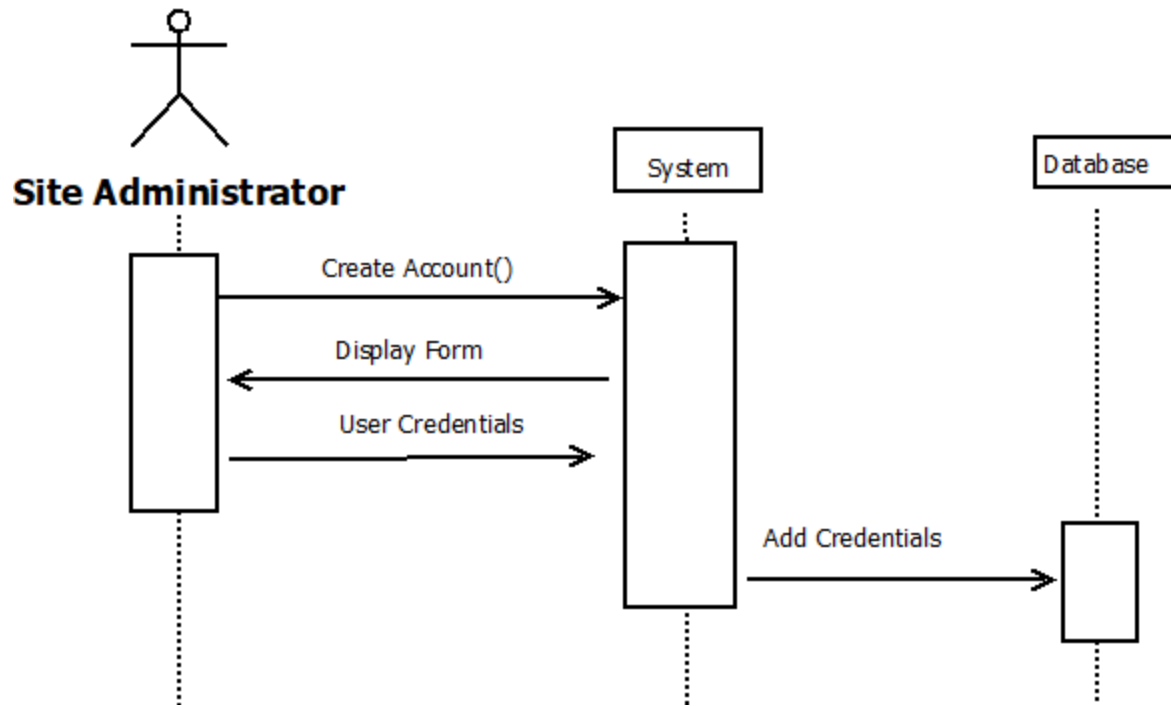 System
Database
Site Administrator
Create Account()
Display Form
User Credentials
Add Credentials